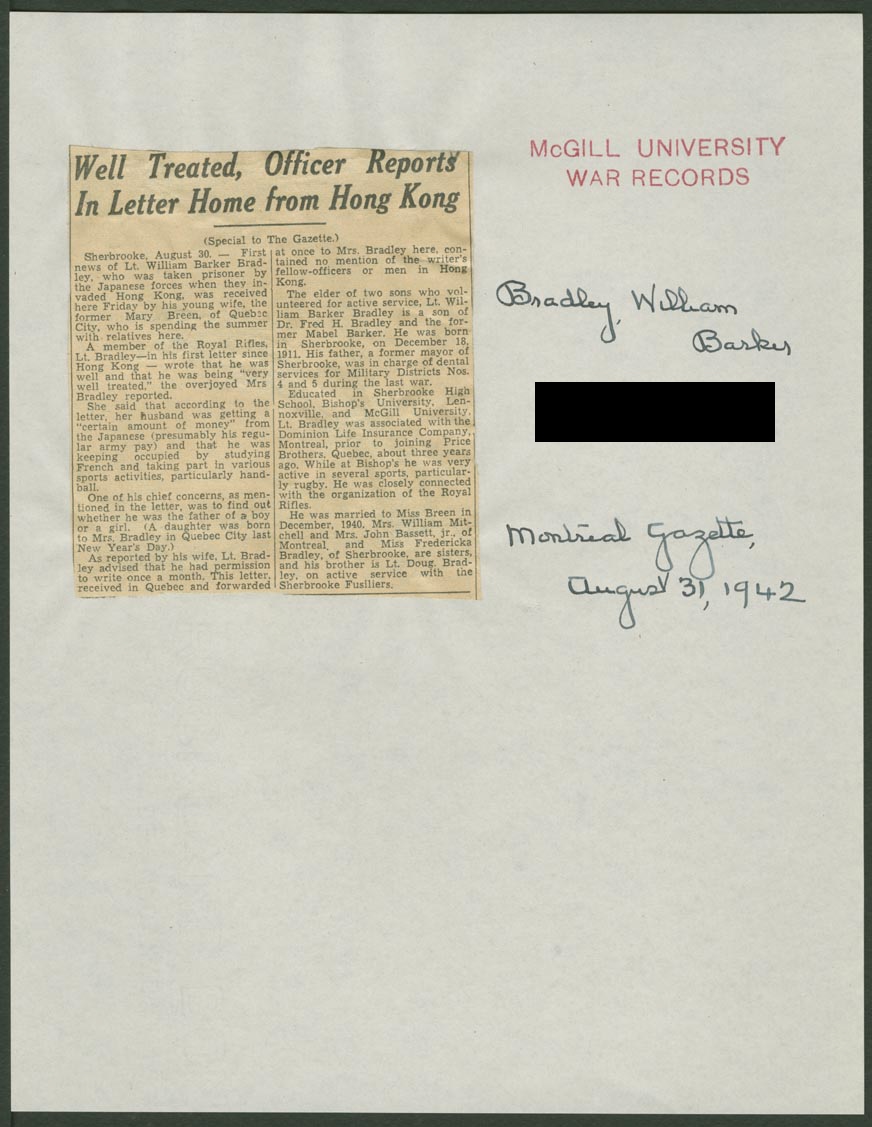 Well Treated, Officer Reports
In Letter Home from Hong Kong
(Special to The Gazette.)
Sherbrooke, August 30. — First
news of Lt. William Barker Brad-
ley, who was taken prisoner by
the Japanese forces when they in-
vaded Hong Kong, was received
here Friday by his young wife, the
former Mary Breen, of Quebec
City, who is spending the summer
with relatives here.
A member of the Royal Rifles,
Lt. Bradley—in his first letter since
Hong Kong — wrote that he was
well and that he was being "very
well treated," the overjoyed Mrs
Bradley reported.
She said that according to the
letter, her husband was getting a
"certain amount of money" from
the Japanese (presumably his regu-
lar army pay) and that he was
keeping occupied by studying
French and taking part in various
sports activities, particularly hand-
ball.
One of his chief concerns, as men-
tioned in the letter, was to find out
whether he was the father of a boy
or a girl. (A daughter was born
to Mrs. Bradley in Quebec City last
New Year's Day.)
As reported by his wife, Lt. Brad-
ley advised that he had permission
to write once a month. This letter,
received in Quebec and forwarded
at once to Mrs. Bradley here, con-
tained no mention of the writer's
fellow-officers or men in Hong
Kong.
The elder of two sons who vol-
unteered for active service, Lt. Wil-
liam Barker Bradley is a son of
Dr. Fred H. Bradley and the for-
mer Mabel Barker. He was born
in Sherbrooke, on December 18,
1911. His father, a former mayor of
Sherbrooke, was in charge of dental
services for Military Districts Nos.
4 and 5 during the last war.
Educated in Sherbrooke High
School, Bishop's University, Len-
noxville, and McGill University,
Lt. Bradley was associated with the
Dominion Life Insurance Company,
Montreal, prior to joining Price
Brothers, Quebec, about three years
ago. While at Bishop's he was very
active in several sports, particular-
ly rugby. He was closely connected
with the organization of the Royal
Rifles.
He was married to Miss Breen in
December, 1940. Mrs. William Mit-
chell and Mrs. John Bassett, jr., of
Montreal, and Miss Fredericka
Bradley, of Sherbrooke, are sisters,
and his brother is Lt. Doug. Brad-
ley, on active service with the
Sherbrooke Fusiliers.
McGILL UNIVERSITY
WAR RECORDS
Bradley, William
Barker
Montreal Gazette,
August 31, 1942